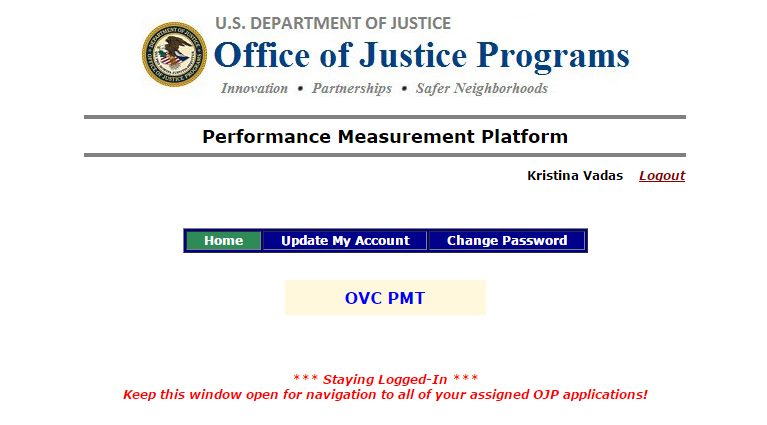 U.S. DEPARTMENT OF JUSTICE
Office of Justice Programs
Innovation • Partnerships • Safer Neighborhoods
Performance Measurement Platform
Kristina Vadas Logout
Home Update My Account Change Password
OVC PMT
*** Staying Logged-In ***
Keep this window open for navigation to all of your assigned OJP applications!